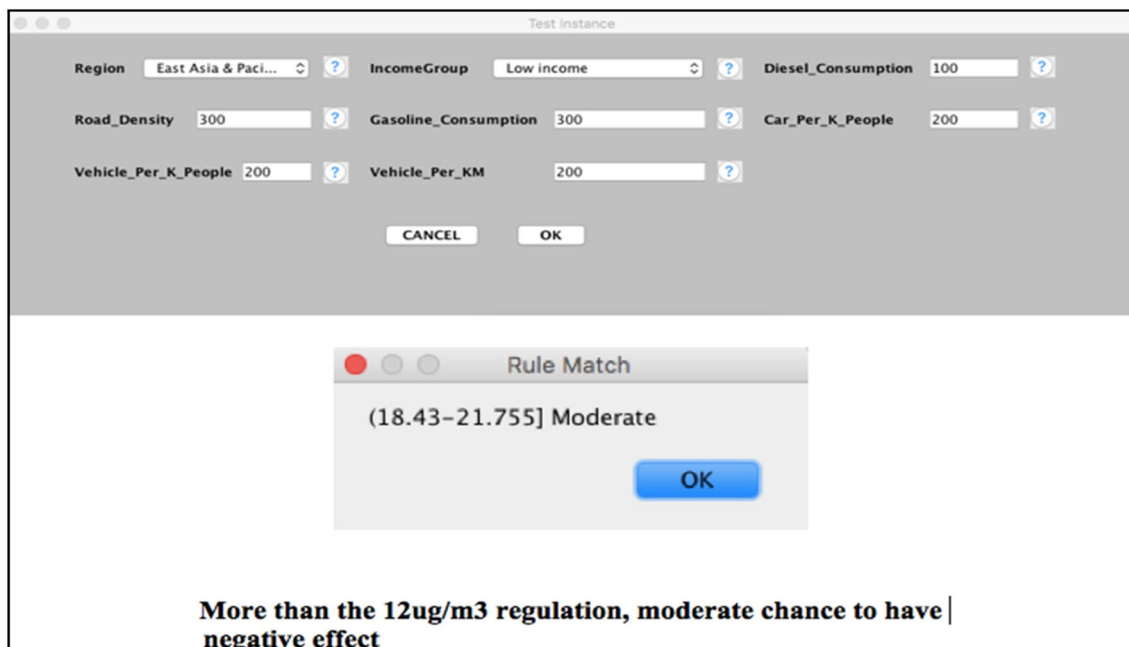 Test Instance
Region East Asia & Paci... ? IncomeGroup Low income ? Diesel_Consumption 100 ?
Road_Density 300 ? Gasoline_Consumption 300 ? Car_Per_K_People 200 ?
Vehicle_Per_K_People 200 ? Vehicle_Per_KM 200 ?
CANCEL OK
Rule Match
(18.43-21.755] Moderate
OK
More than the 12ug/m3 regulation, moderate chance to have
negative effect